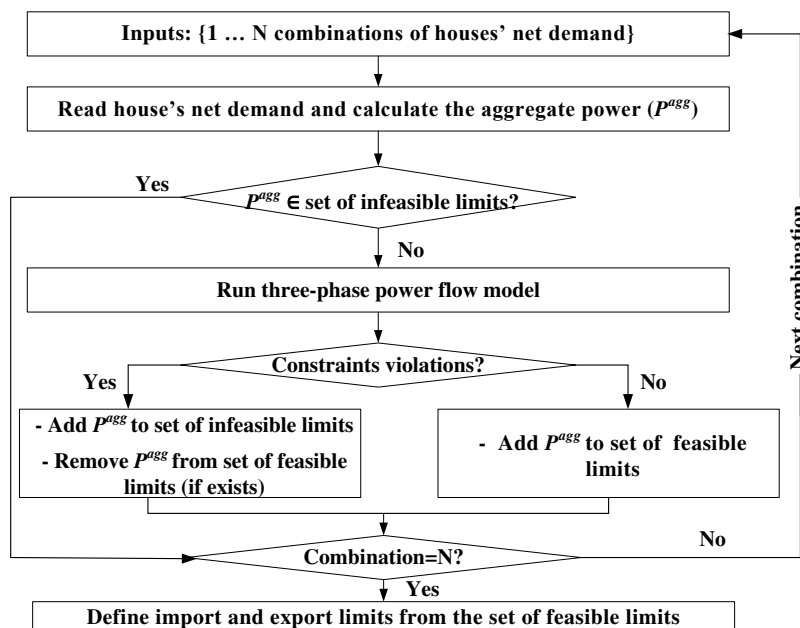 Inputs: {1 … N combinations of houses’ net demand}
Read house’s net demand and calculate the aggregate power (P^agg)
Yes
P^agg ∈ set of infeasible limits?
No
Run three-phase power flow model
Constraints violations?
Yes
No
- Add P^agg to set of infeasible limits
- Remove P^agg from set of feasible
limits (if exists)
- Add P^agg to set of feasible
limits
Combination=N?
No
Next combination
Yes
Define import and export limits from the set of feasible limits